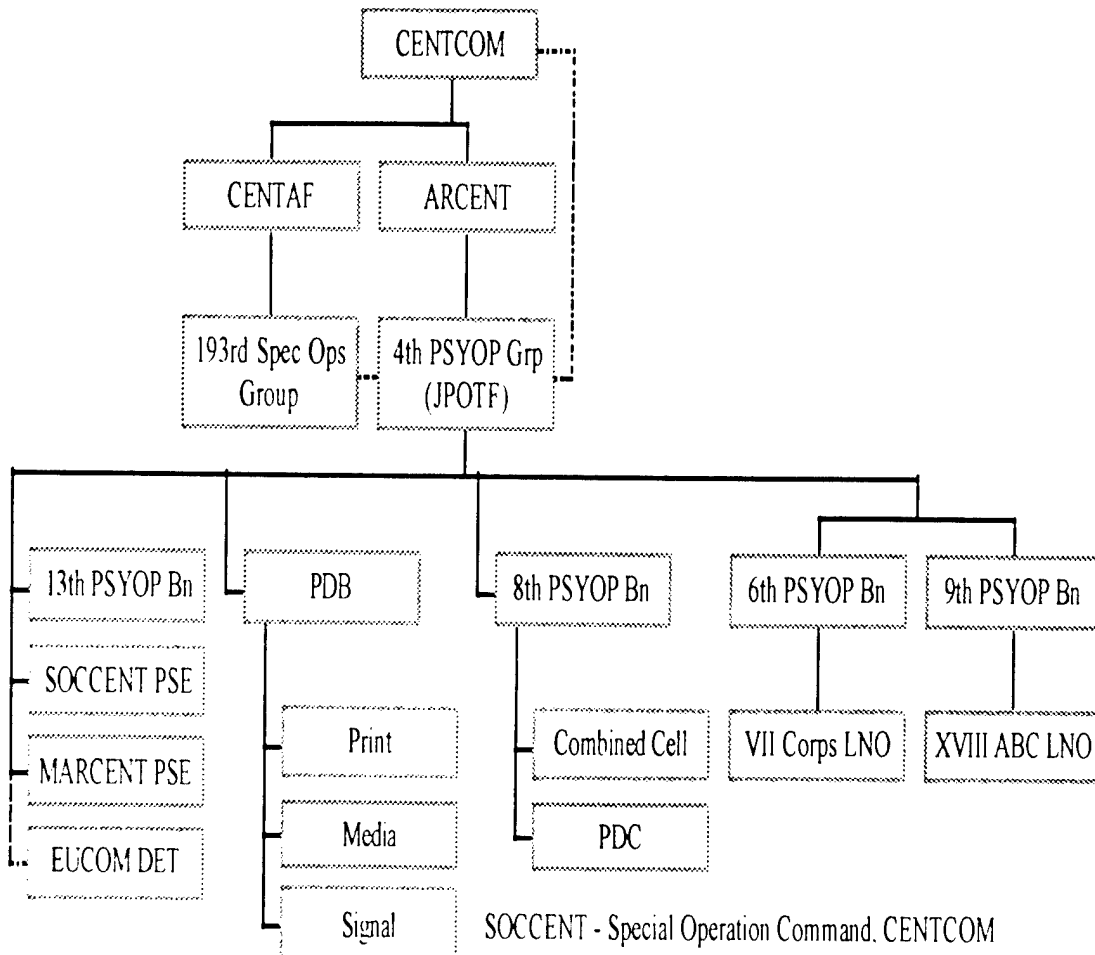 CENTCOM
CENTAF
ARCENT
193rd Spec Ops
Group
4th PSYOP Grp
(JPOTF)
13th PSYOP Bn
PDB
8th PSYOP Bn
6th PSYOP Bn
9th PSYOP Bn
SOCCENT PSE
Print
Combined Cell
VII Corps LNO
XVIII ABC LNO
MARCENT PSE
Media
PDC
EUCOM DET
Signal
SOCCENT - Special Operation Command, CENTCOM